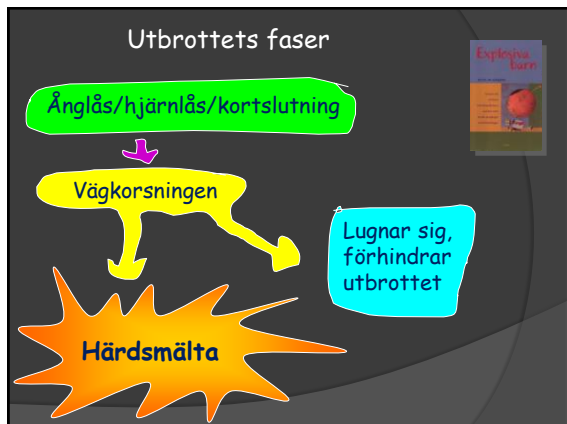 Utbrottets faser
Explosiva
barn
Ånglås/hjärnlås/kortslutning
Vägkorsningen
Lugnar sig,
förhindrar
utbrottet
Härdsmälta